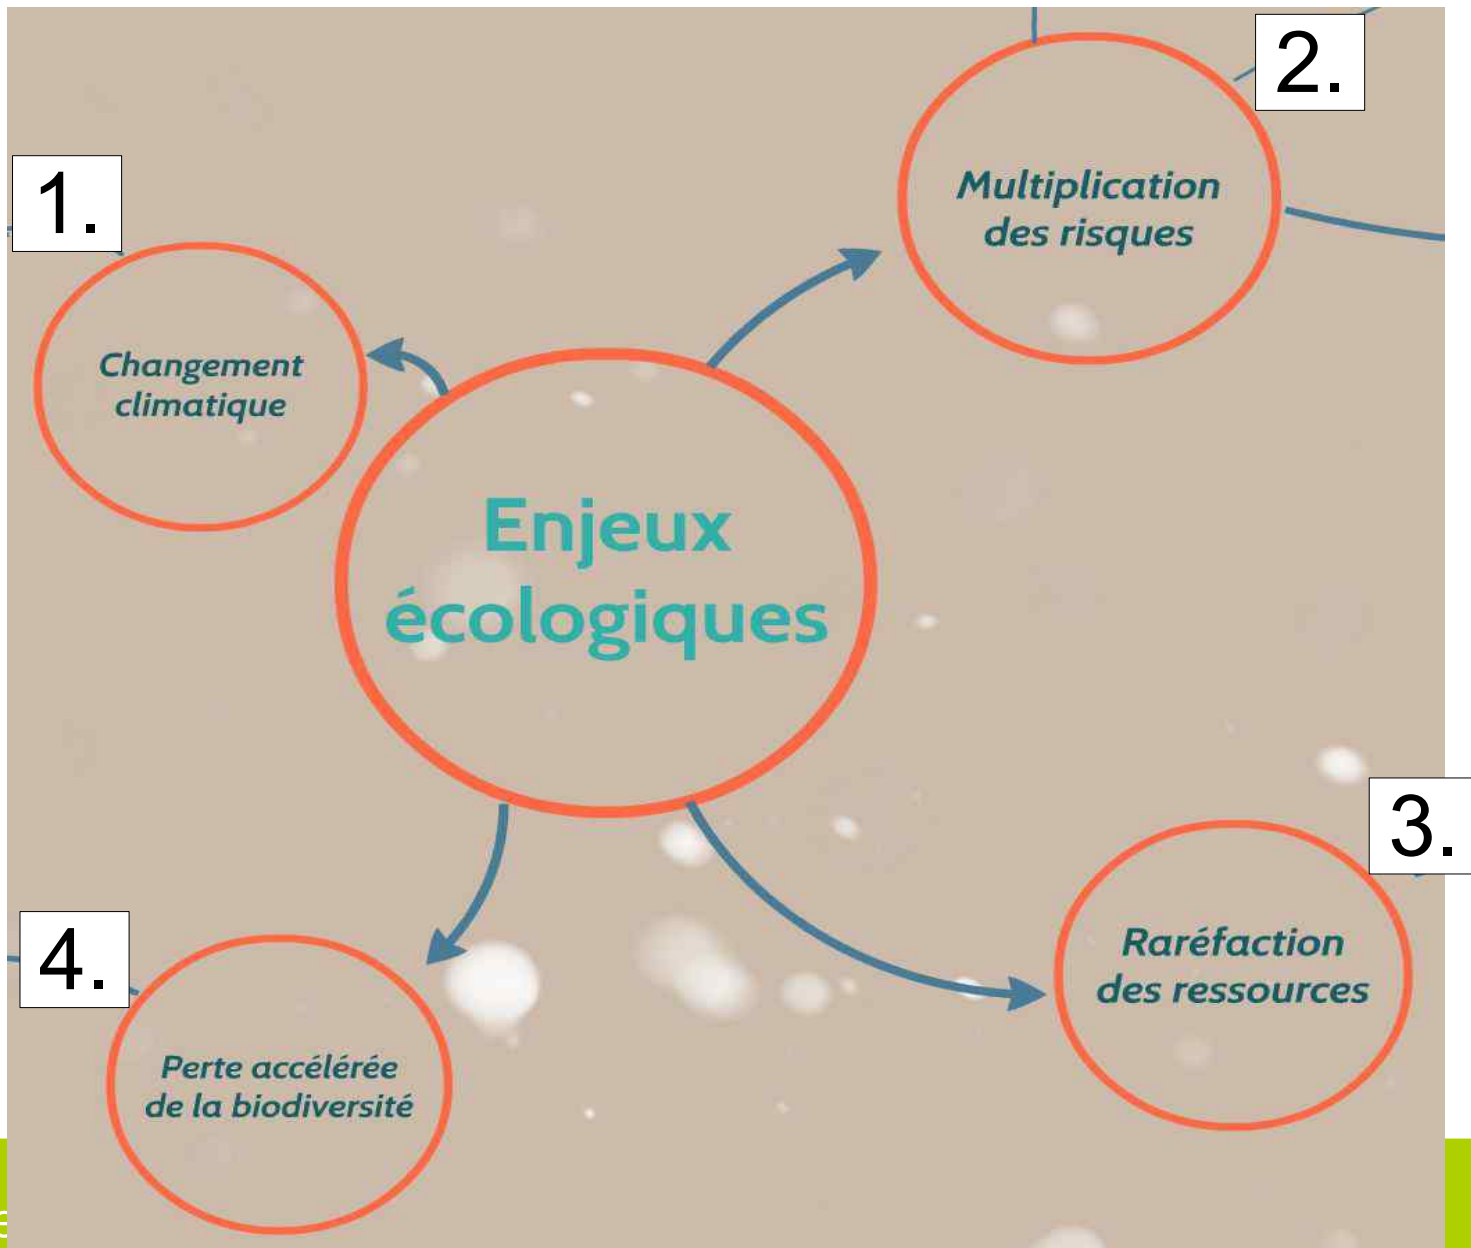 1.
Changement
climatique
2.
Multiplication
des risques
Enjeux
écologiques
3.
Raréfaction
des ressources
4.
Perte accélérée
de la biodiversité